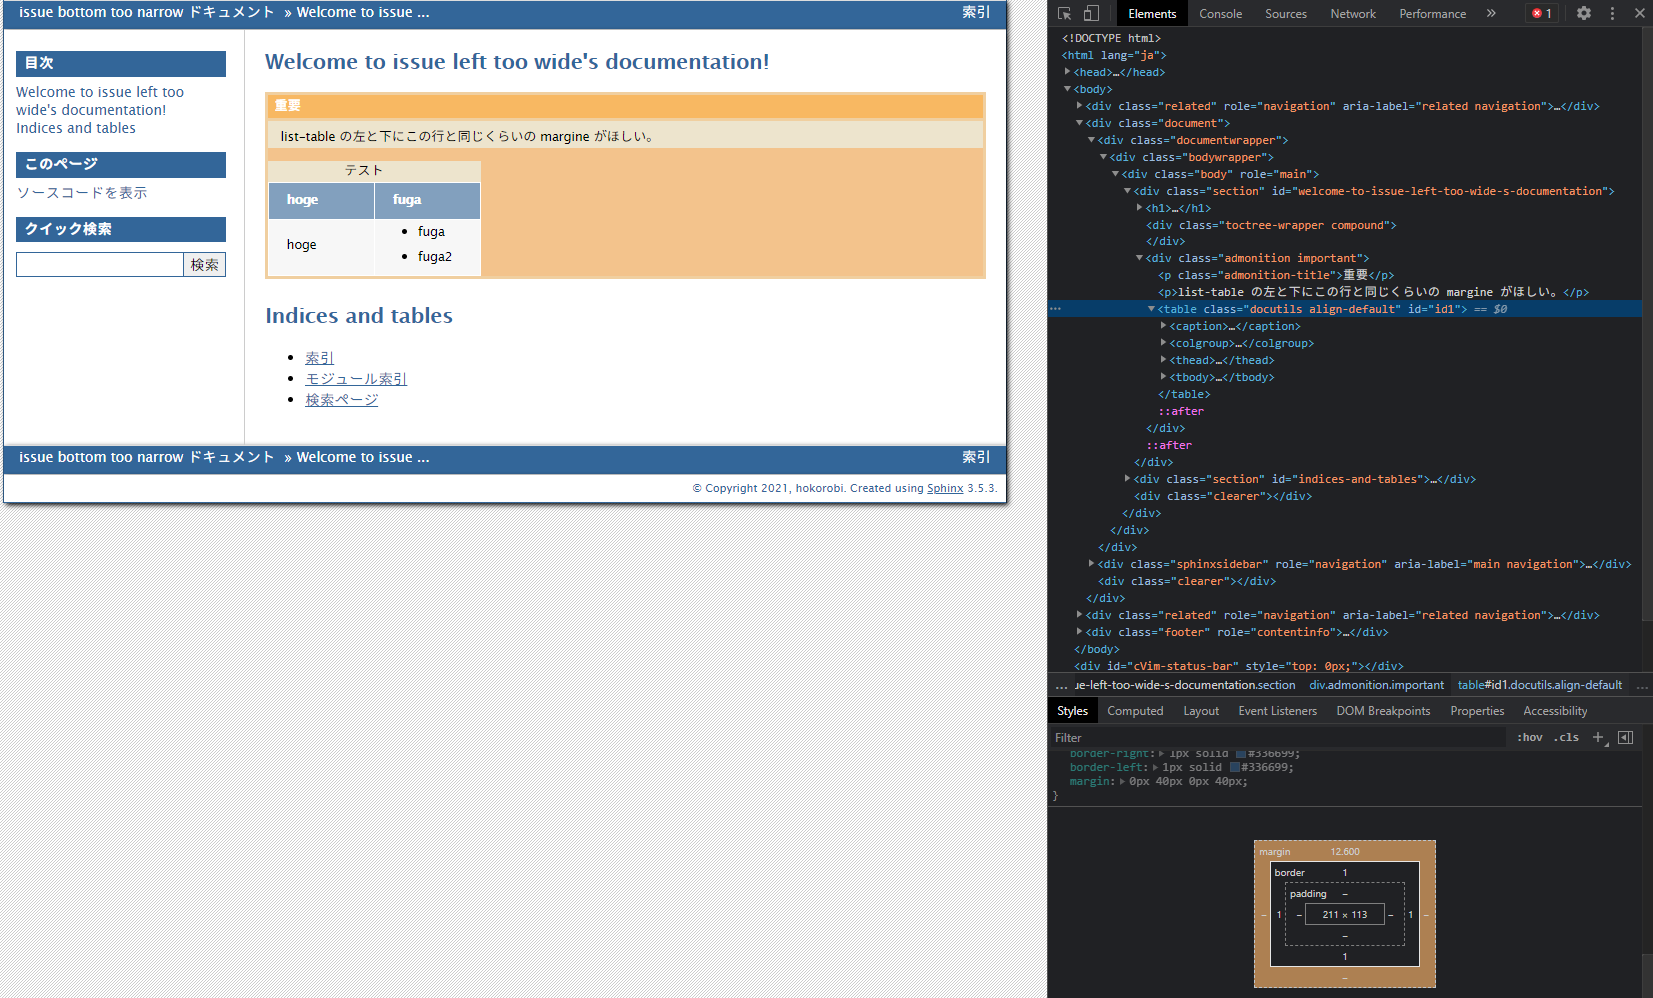 issue bottom too narrow ドキュメント » Welcome to issue ... 索引
目次
Welcome to issue left too
wide's documentation!
Indices and tables
このページ
ソースコードを表示
クイック検索
検索
Welcome to issue left too wide's documentation!
重要
list-table の左と下にこの行と同じくらいの margine がほしい。
テスト
hoge fuga
hoge
fuga
fuga2
Indices and tables
索引
モジュール索引
検索ページ
issue bottom too narrow ドキュメント » Welcome to issue ... 索引
© Copyright 2021, hokorobi. Created using Sphinx 3.5.3.
Elements Console Sources Network Performance » 1
<!DOCTYPE html>
<html lang="ja">
<head>…</head>
<body>
<div class="related" role="navigation" aria-label="related navigation">…</div>
<div class="document">
<div class="documentwrapper">
<div class="bodywrapper">
<div class="body" role="main">
<div class="section" id="welcome-to-issue-left-too-wide-s-documentation">
<h1>…</h1>
<div class="toctree-wrapper compound">
</div>
<div class="admonition important">
<p class="admonition-title">重要</p>
<p>list-table の左と下にこの行と同じくらいの margine がほしい。</p>
<table class="docutils align-default" id="id1"> == $0
<caption>…</caption>
<colgroup>…</colgroup>
<thead>…</thead>
<tbody>…</tbody>
</table>
::after
</div>
::after
</div>
<div class="section" id="indices-and-tables">…</div>
<div class="clearer"></div>
</div>
</div>
</div>
<div class="sphinxsidebar" role="navigation" aria-label="main navigation">…</div>
<div class="clearer"></div>
</div>
<div class="related" role="navigation" aria-label="related navigation">…</div>
<div class="footer" role="contentinfo">…</div>
</body>
<div id="cVim-status-bar" style="top: 0px;"></div>
... ue-left-too-wide-s-documentation.section div.admonition.important table#id1.docutils.align-default ...
Styles Computed Layout Event Listeners DOM Breakpoints Properties Accessibility
Filter :hov .cls +
border-right: 1px solid #336699;
border-left: 1px solid #336699;
margin: 0px 40px 0px 40px;
}
margin 12.600
border 1
padding –
– 1 – 211 × 113 – 1 –
–
1
–